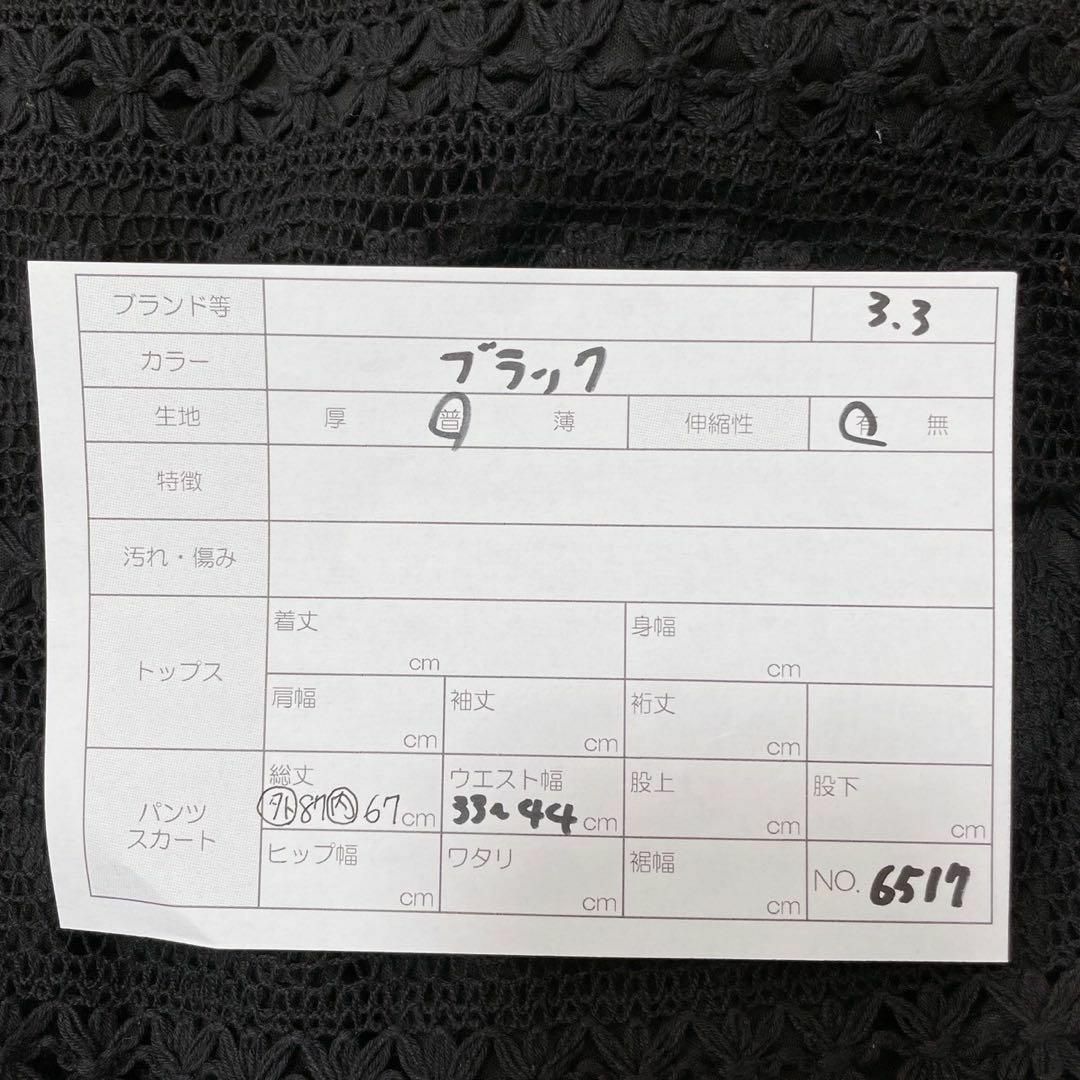 ブランド等 3.3
カラー ブラック
生地 厚 普 薄 伸縮性 有 無
特徴
汚れ・傷み
トップス
着丈 cm 身幅 cm
肩幅 cm 袖丈 cm 裄丈 cm
パンツ
スカート
総丈 ウエスト幅 股上 股下
外87内67cm 33~44cm cm cm
ヒップ幅 cm ワタリ cm 裾幅 cm NO. 6517